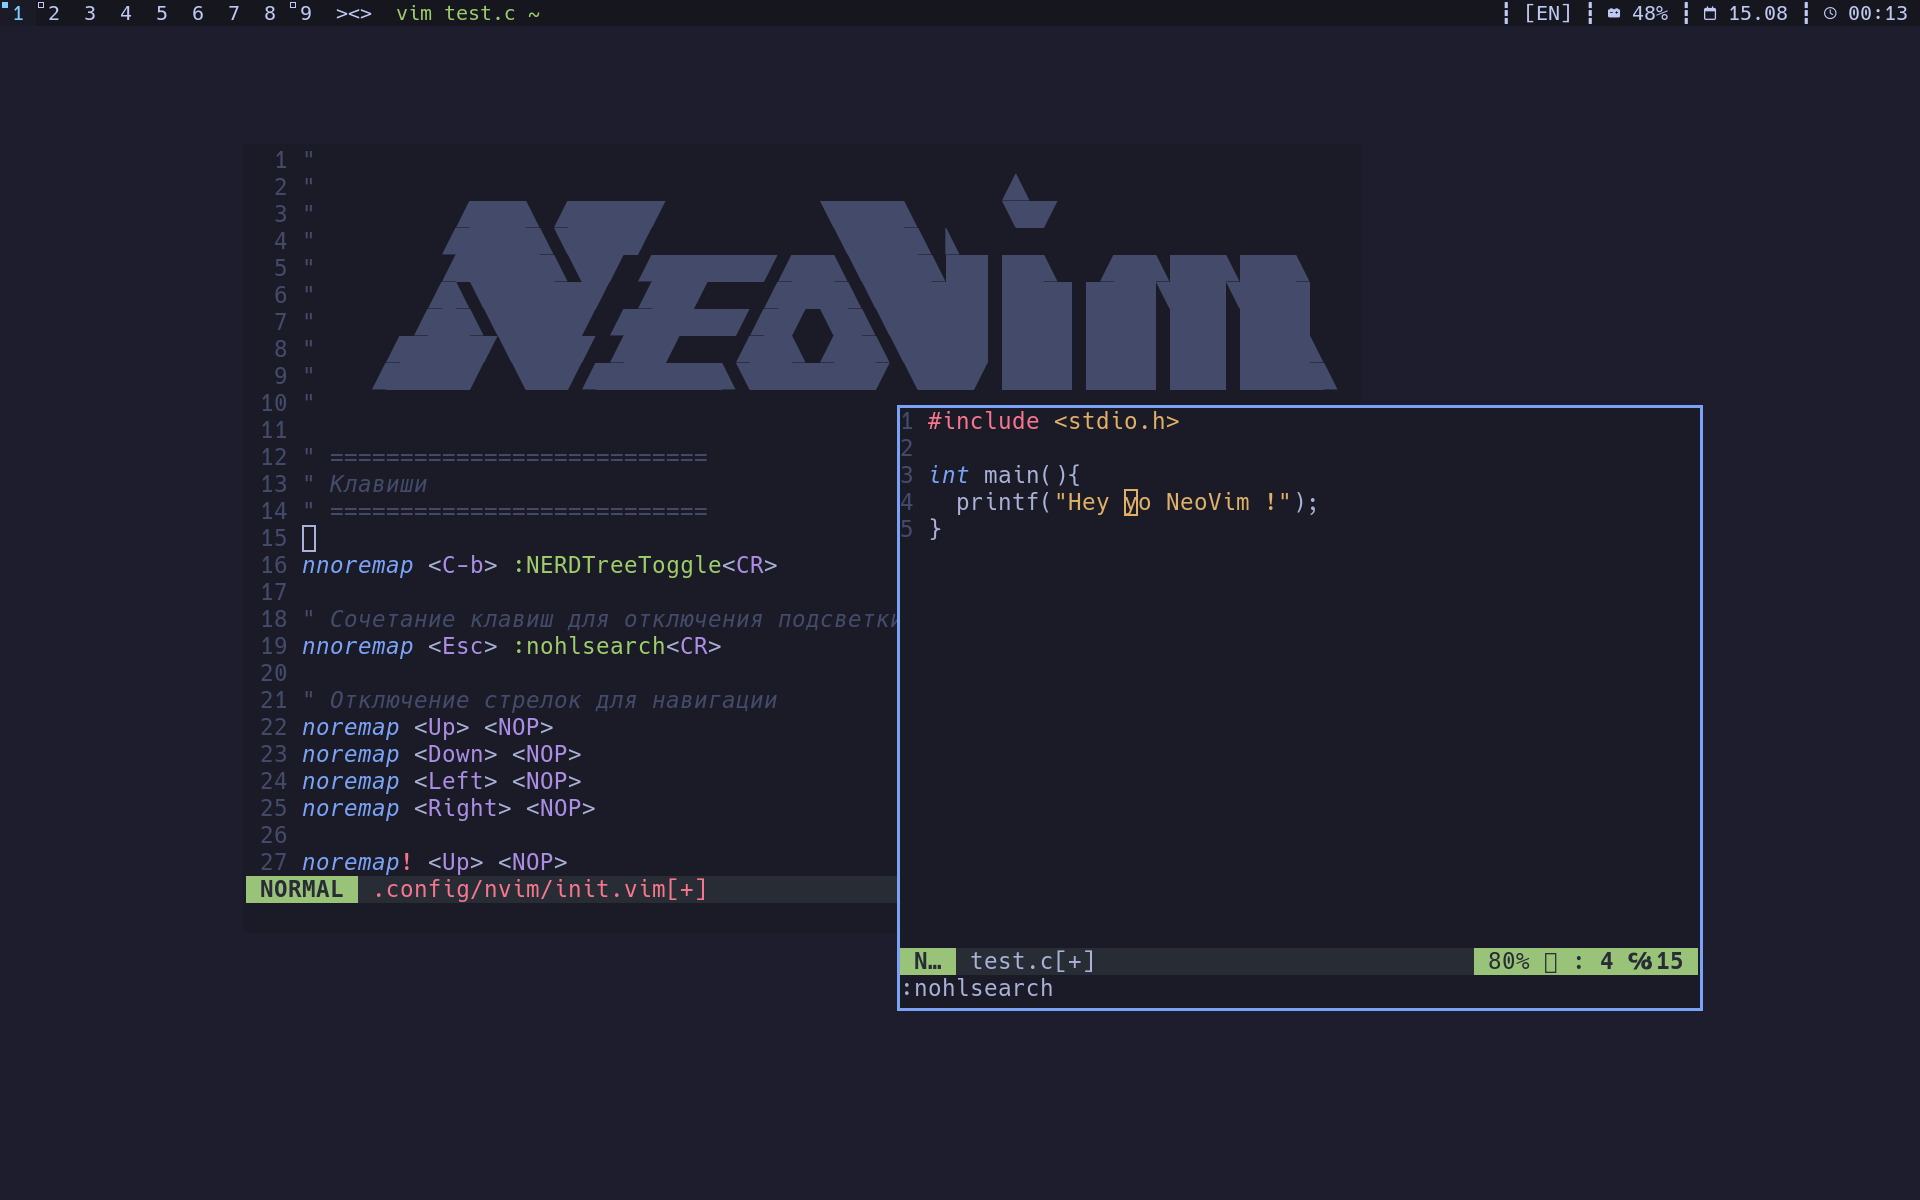 1 2 3 4 5 6 7 8 9 ><> vim test.c ~ ┇ [EN] ┇ 48% ┇ 15.08 ┇ 00:13
1 "
2 "
3 "
4 "
5 "
6 "
7 "
8 "
9 "
NeoVim
10 "
11
12 " ===========================
13 " Клавиши
14 " ===========================
15
16 nnoremap <C-b> :NERDTreeToggle<CR>
17
18 " Сочетание клавиш для отключения подсветки
19 nnoremap <Esc> :nohlsearch<CR>
20
21 " Отключение стрелок для навигации
22 noremap <Up> <NOP>
23 noremap <Down> <NOP>
24 noremap <Left> <NOP>
25 noremap <Right> <NOP>
26
27 noremap! <Up> <NOP>
NORMAL .config/nvim/init.vim[+]
1 #include <stdio.h>
2
3 int main(){
4   printf("Hey yo NeoVim !");
5 }
N… test.c[+] 80% : 4 ℅15
:nohlsearch